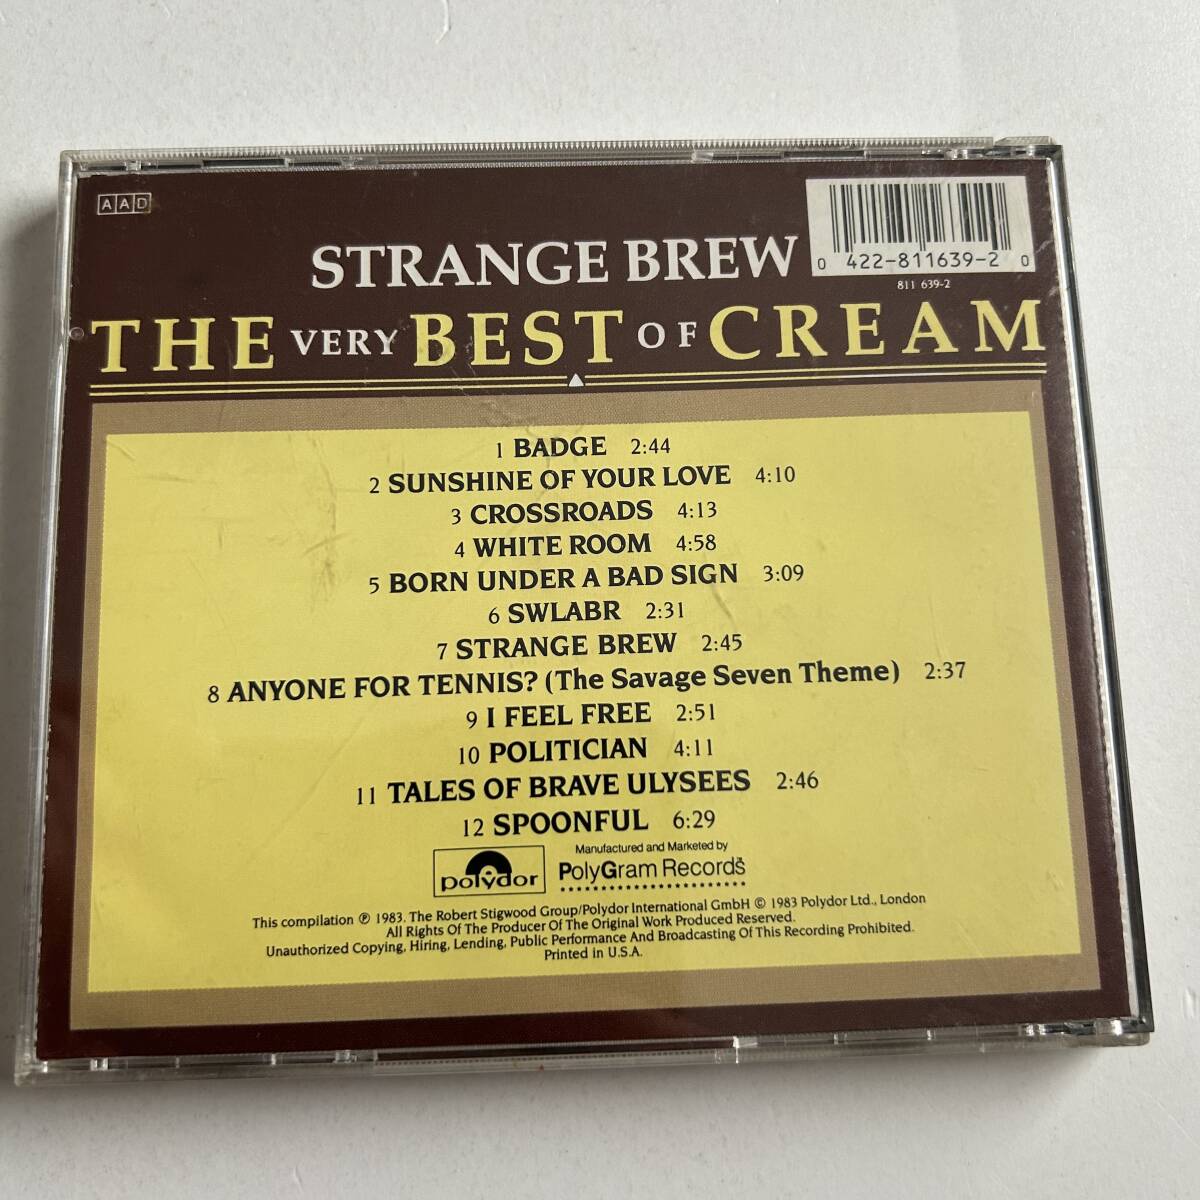 AAD
STRANGE BREW
0 422-811639-2 0
811 639-2
THE VERY BEST OF CREAM
1 BADGE 2:44
2 SUNSHINE OF YOUR LOVE 4:10
3 CROSSROADS 4:13
4 WHITE ROOM 4:58
5 BORN UNDER A BAD SIGN 3:09
6 SWLABR 2:31
7 STRANGE BREW 2:45
8 ANYONE FOR TENNIS? (The Savage Seven Theme) 2:37
9 I FEEL FREE 2:51
10 POLITICIAN 4:11
11 TALES OF BRAVE ULYSEES 2:46
12 SPOONFUL 6:29
polydor
Manufactured and Marketed by
PolyGram Records
This compilation ℗ 1983. The Robert Stigwood Group/Polydor International GmbH © 1983 Polydor Ltd., London
All Rights Of The Producer Of The Original Work Produced Reserved.
Unauthorized Copying, Hiring, Lending, Public Performance And Broadcasting Of This Recording Prohibited.
Printed in U.S.A.